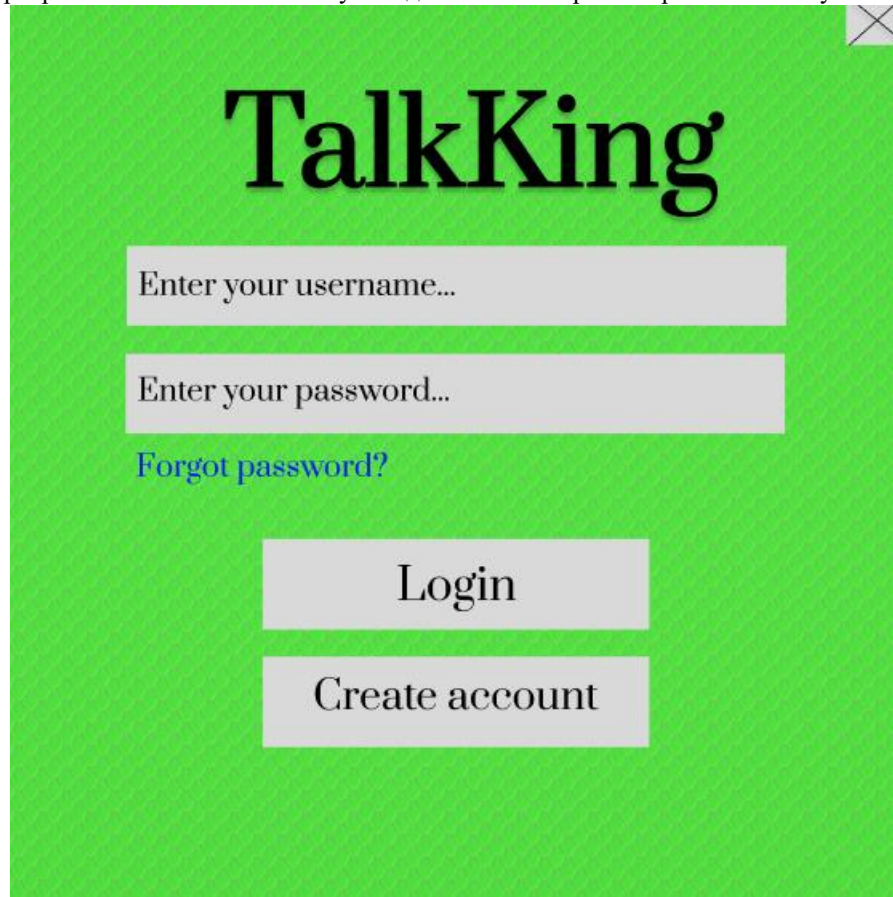 TalkKing
Enter your username...
Enter your password...
Forgot password?
Login
Create account